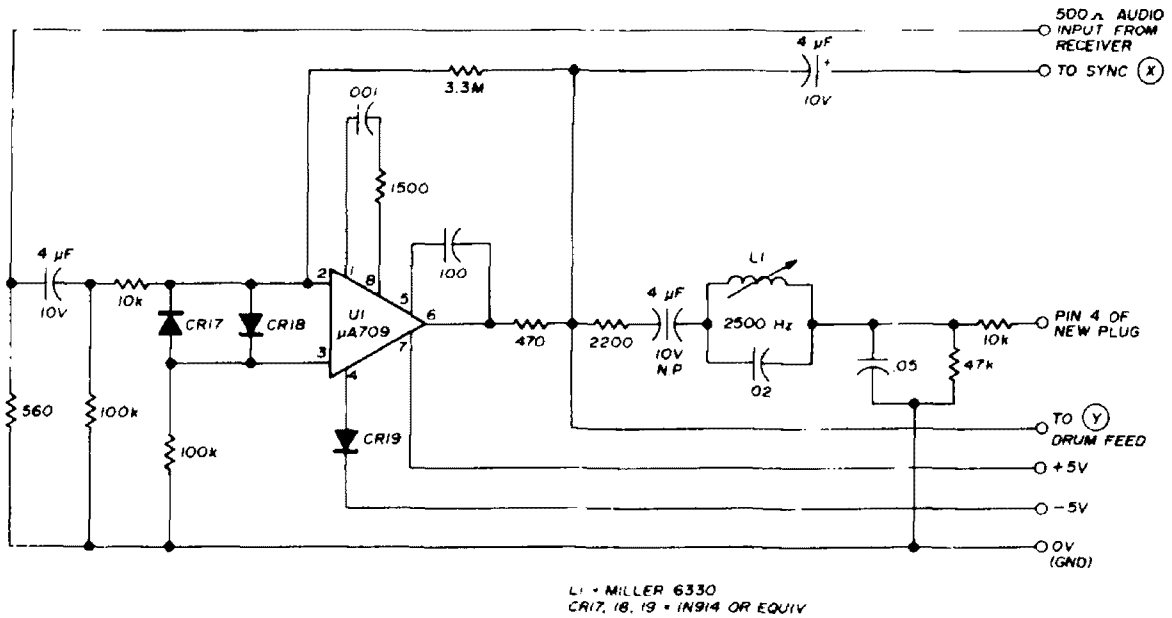 500Ω AUDIO
INPUT FROM
RECEIVER
4 µF
+
10V
TO SYNC X
3.3M
.001
1500
4 µF
10V
10k
CR17
CR18
2
1
8
5
6
7
3
4
U1
µA709
100
470
2200
4 µF
10V
N.P.
L1
2500 Hz
.02
.05
47k
10k
PIN 4 OF
NEW PLUG
560
100k
100k
CR19
TO Y
DRUM FEED
+5V
-5V
0V
(GND)
L1 = MILLER 6330
CR17, 18, 19 = IN914 OR EQUIV